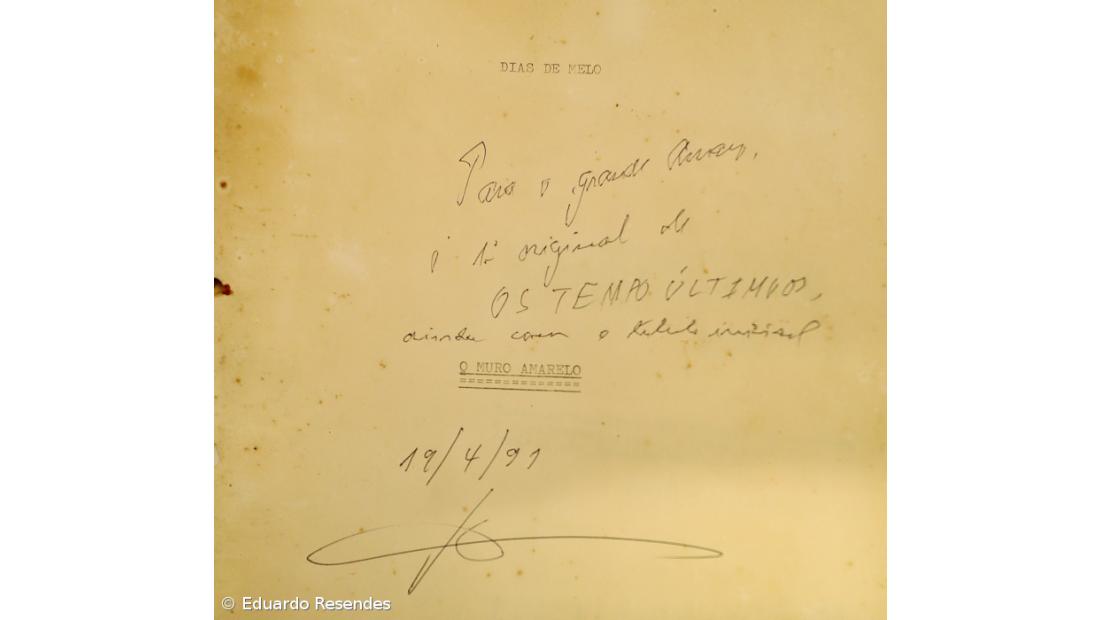 DIAS DE MELO
Para o grande
o 1º original de
OS TEMPO ÚLTIMOS,
ainda com o título inicial
O MURO AMARELO
==============
19/4/91
© Eduardo Resendes